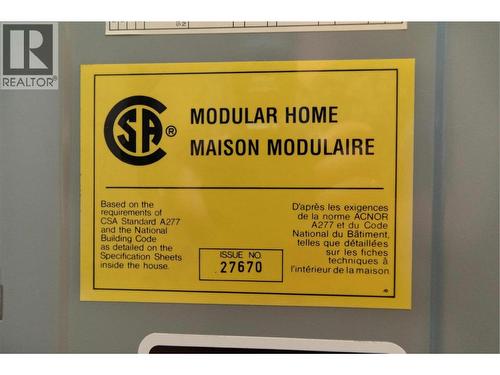 R
REALTOR®
CSA ®
MODULAR HOME
MAISON MODULAIRE
Based on the
requirements of
CSA Standard A277
and the National
Building Code
as detailed on the
Specification Sheets
inside the house.
ISSUE NO.
27670
D'après les exigences
de la norme ACNOR
A277 et du Code
National du Bâtiment,
telles que détaillées
sur les fiches
techniques à
l'intérieur de la maison